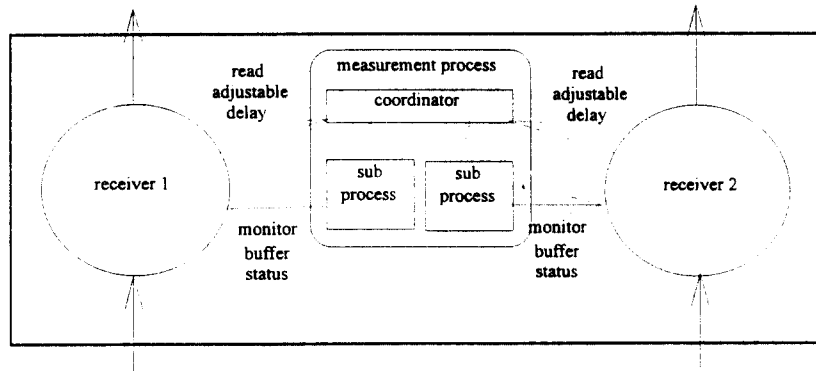 measurement process
read
adjustable
delay
coordinator
read
adjustable
delay
receiver 1
sub
process
sub
process
receiver 2
monitor
buffer
status
monitor
buffer
status